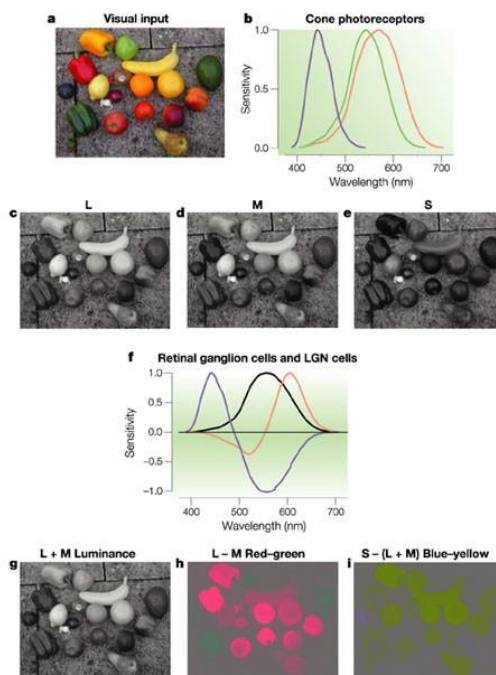 a Visual input
b Cone photoreceptors
1.0
0.5
0.0
Sensitivity
400 500 600 700
Wavelength (nm)
c L
d M
e S
f Retinal ganglion cells and LGN cells
1.0
0.5
0.0
–0.5
–1.0
Sensitivity
400 500 600 700
Wavelength (nm)
g L + M Luminance
h L – M Red–green
i S – (L + M) Blue–yellow